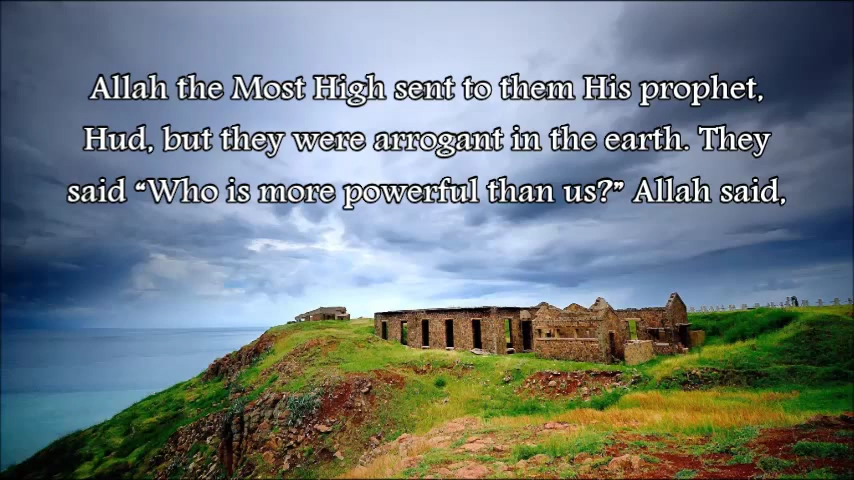 Allah the Most High sent to them His prophet,
Hud, but they were arrogant in the earth. They
said “Who is more powerful than us?” Allah said,